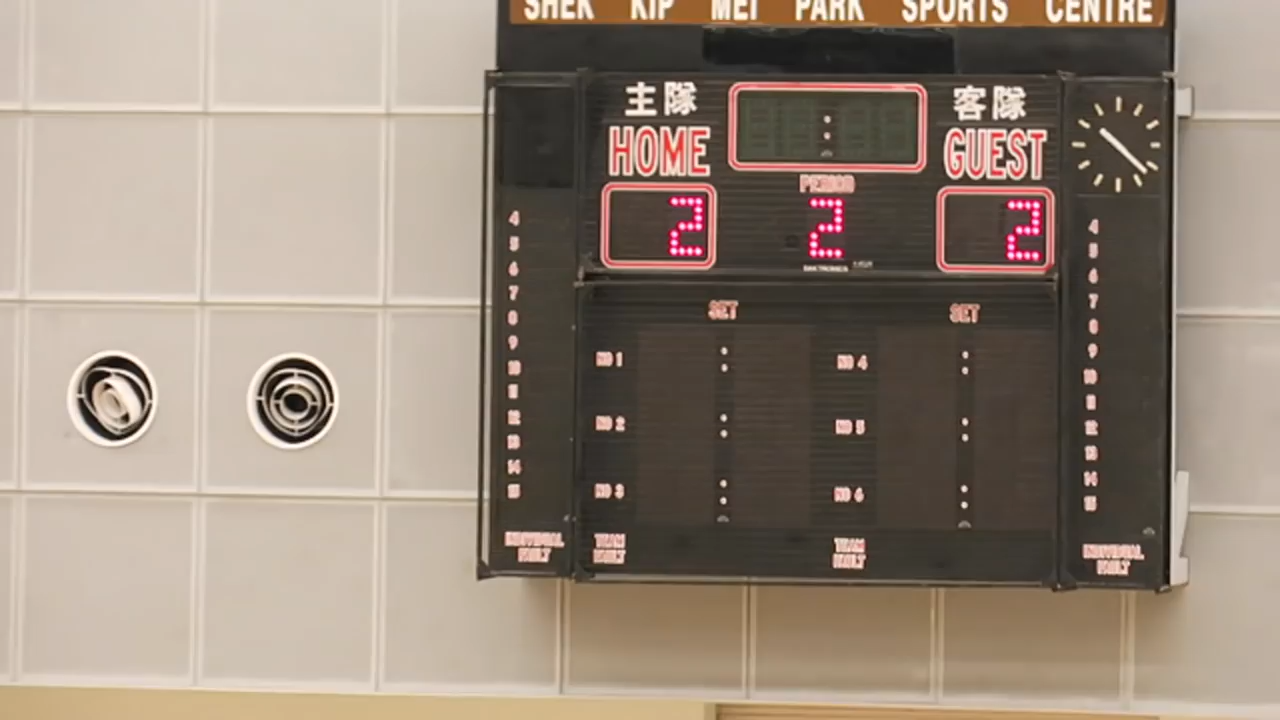 SHEK KIP MEI PARK SPORTS CENTRE
主隊 客隊
HOME GUEST
PERIOD
2 2 2
SET SET
4
5
6
7
8
9
10
11
12
13
14
15
INDIVIDUAL
FAULT
NO 1
NO 2
NO 3
TEAM
FAULT
NO 4
NO 5
NO 6
TEAM
FAULT
4
5
6
7
8
9
10
11
12
13
14
15
INDIVIDUAL
FAULT